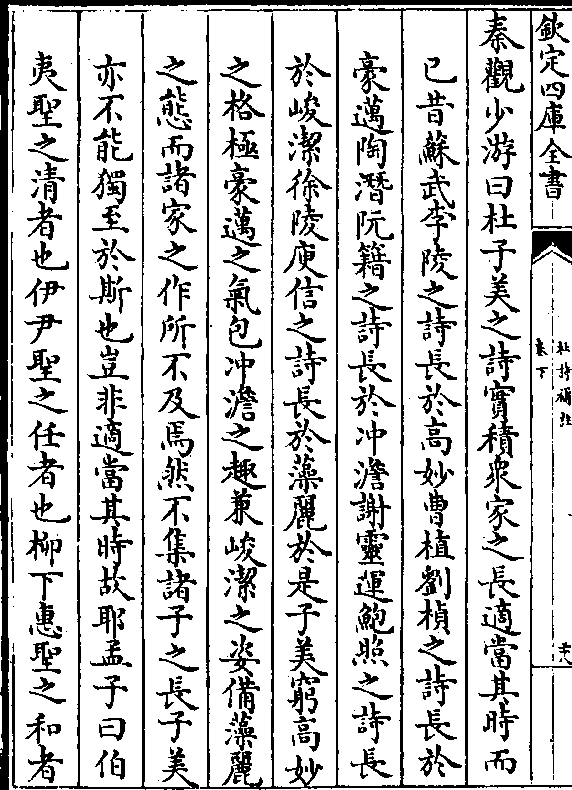 欽定四庫全書
卷下
秦觀少游曰杜子美之詩實積衆家之長適當其時而
已昔蘇武李陵之詩長於高妙曹植劉楨之詩長於
豪邁陶潛阮籍之詩長於冲澹謝靈運鮑照之詩長
於峻潔徐陵庾信之詩長於藻麗於是子美窮高妙
之格極豪邁之氣包冲澹之趣兼峻潔之姿備藻麗
之態而諸家之作所不及焉然不集諸子之長子美
亦不能獨至於斯也豈非適當其時故耶孟子曰伯
夷聖之清者也伊尹聖之任者也柳下惠聖之和者